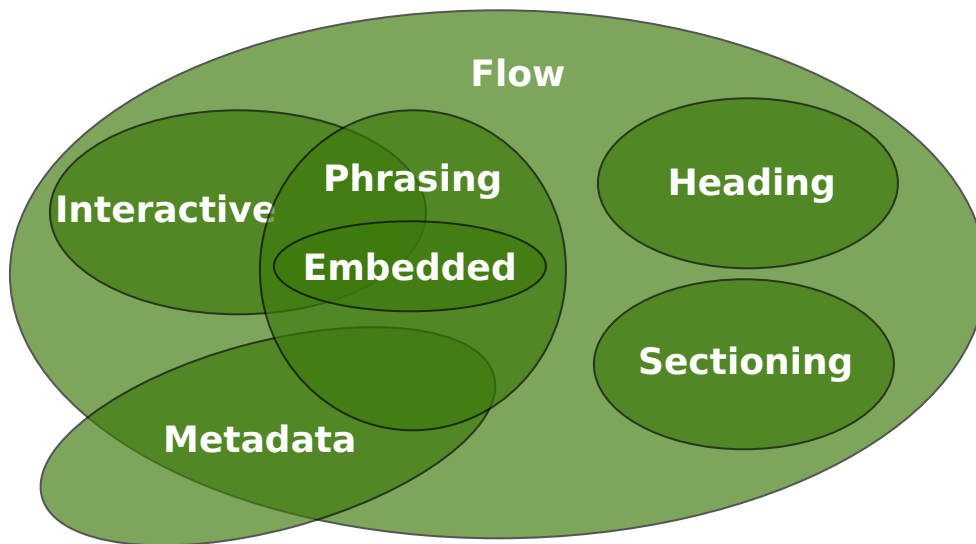 Flow
Phrasing
Heading
Interactive
Embedded
Sectioning
Metadata